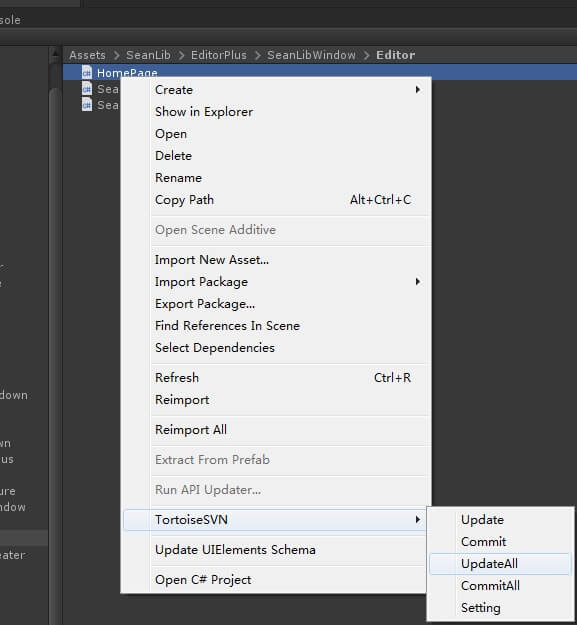 sole
Assets > SeanLib > EditorPlus > SeanLibWindow > Editor
HomePage
Sea
Sea
Create
Show in Explorer
Open
Delete
Rename
Copy Path Alt+Ctrl+C
Open Scene Additive
Import New Asset...
Import Package
Export Package...
Find References In Scene
Select Dependencies
Refresh Ctrl+R
Reimport
Reimport All
Extract From Prefab
Run API Updater...
TortoiseSVN
Update UIElements Schema
Open C# Project
Update
Commit
UpdateAll
CommitAll
Setting
down
wn
us
ure
ndow
eater